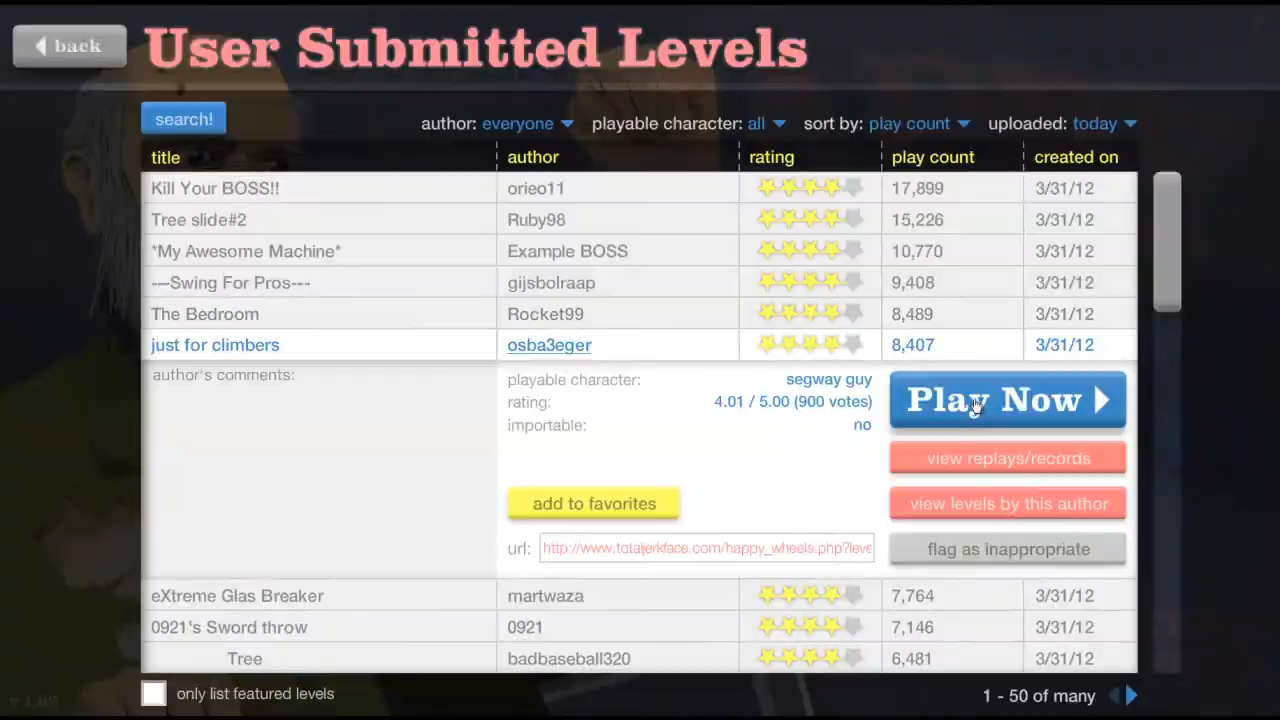 back
User Submitted Levels
search!
author: everyone playable character: all sort by: play count uploaded: today
title author rating play count created on
Kill Your BOSS!! orieo11 17,899 3/31/12
Tree slide#2 Ruby98 15,226 3/31/12
*My Awesome Machine* Example BOSS 10,770 3/31/12
---Swing For Pros--- gijsbolraap 9,408 3/31/12
The Bedroom Rocket99 8,489 3/31/12
just for climbers osba3eger 8,407 3/31/12
author's comments:
playable character: segway guy
rating: 4.01 / 5.00 (900 votes)
importable: no
Play Now
view replays/records
add to favorites
view levels by this author
url: http://www.totaljerkface.com/happy_wheels.php?leve
flag as inappropriate
eXtreme Glas Breaker martwaza 7,764 3/31/12
0921's Sword throw 0921 7,146 3/31/12
Tree badbaseball320 6,481 3/31/12
only list featured levels
1 - 50 of many